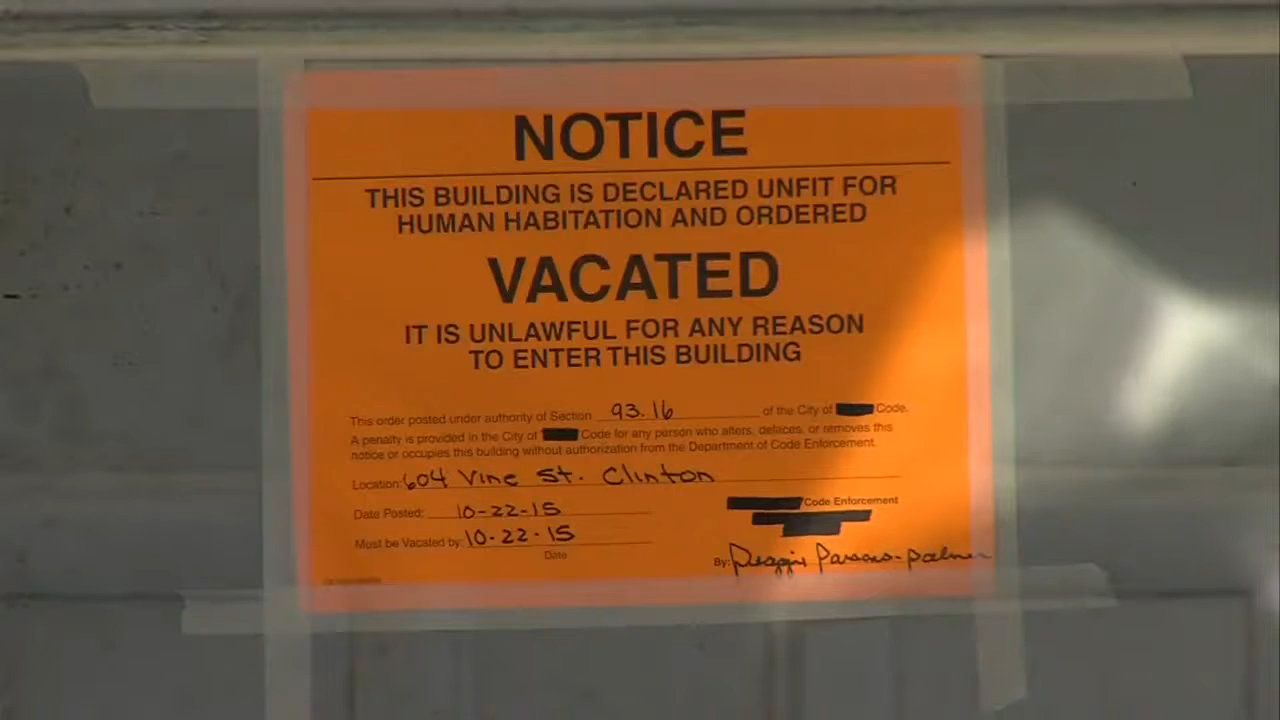 NOTICE
THIS BUILDING IS DECLARED UNFIT FOR
HUMAN HABITATION AND ORDERED
VACATED
IT IS UNLAWFUL FOR ANY REASON
TO ENTER THIS BUILDING
This order posted under authority of Section 93.16 of the City of Code.
A penalty is provided in the City of Code for any person who alters, defaces, or removes this
notice or occupies this building without authorization from the Department of Code Enforcement.
Location: 604 Vine St. Clinton
Code Enforcement
Date Posted: 10-22-15
Must be Vacated by: 10-22-15
Date
By: Parsons-Palmer